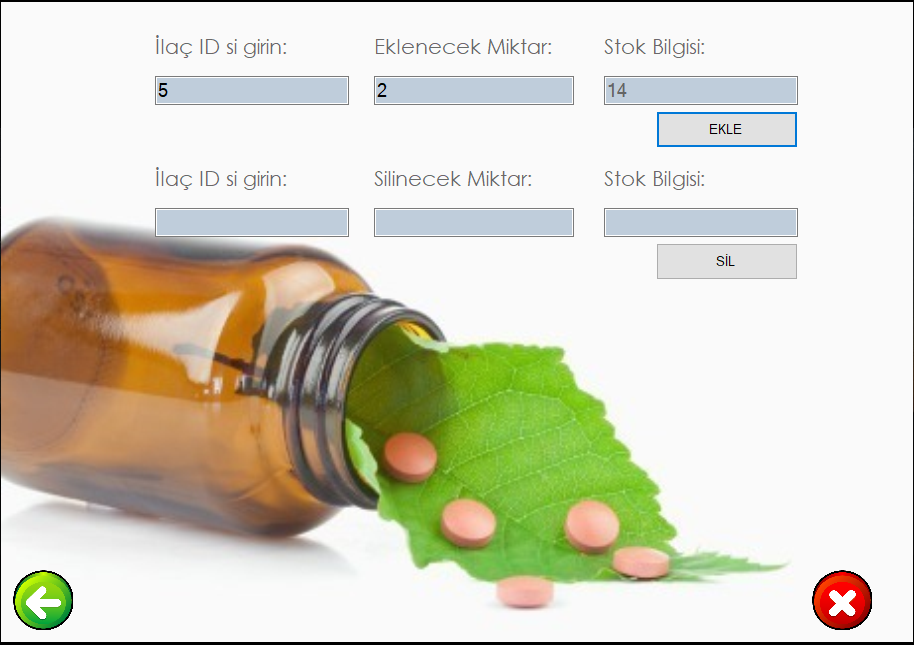 İlaç ID si girin: Eklenecek Miktar: Stok Bilgisi:
5 2 14
EKLE
İlaç ID si girin: Silinecek Miktar: Stok Bilgisi:
SİL